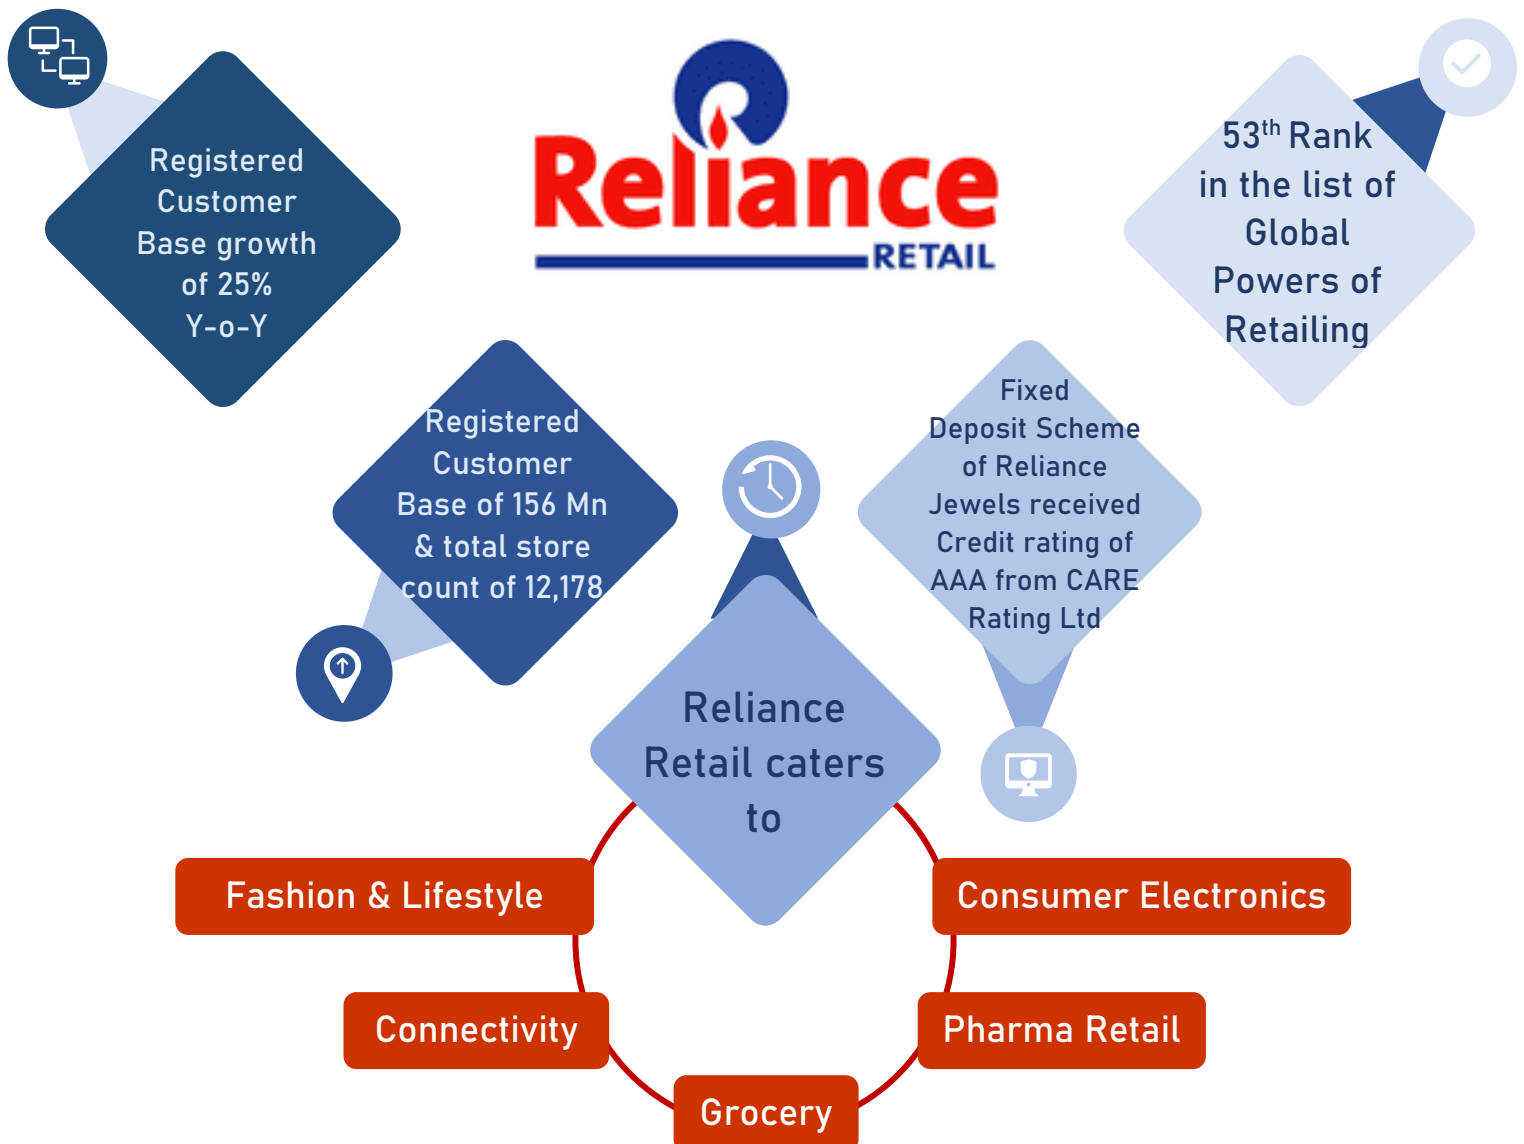 Reliance
RETAIL
Registered
Customer
Base growth
of 25%
Y-o-Y
53th Rank
in the list of
Global
Powers of
Retailing
Registered
Customer
Base of 156 Mn
& total store
count of 12,178
Fixed
Deposit Scheme
of Reliance
Jewels received
Credit rating of
AAA from CARE
Rating Ltd
Reliance
Retail caters
to
Fashion & Lifestyle
Consumer Electronics
Connectivity
Pharma Retail
Grocery